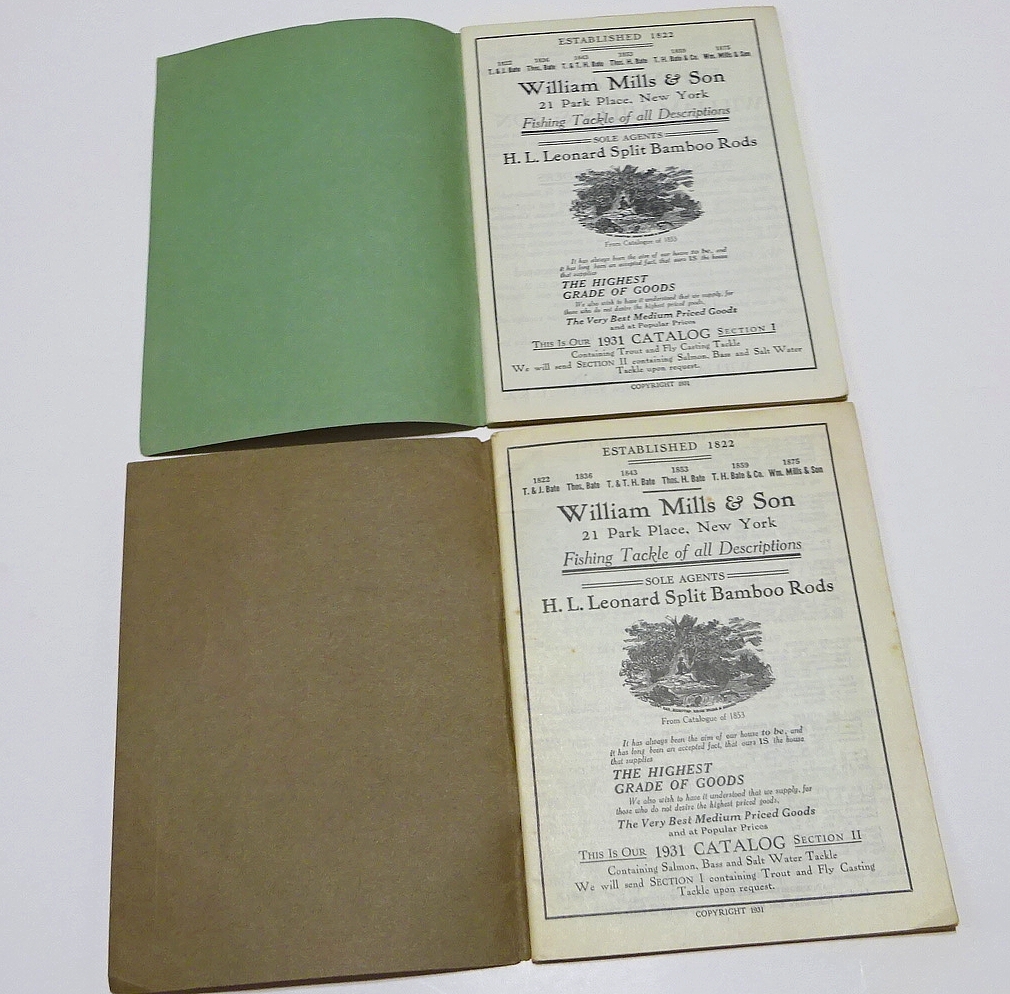 ESTABLISHED 1822
1822 1836 1843 1853 1859 1875
T. & J. Bate Thos. Bate T. & T. H. Bate Thos. H. Bate T. H. Bate & Co. Wm. Mills & Son
William Mills & Son
21 Park Place, New York
Fishing Tackle of all Descriptions
SOLE AGENTS
H. L. Leonard Split Bamboo Rods
From Catalogue of 1853
It has always been the aim of our house to be, and
it has long been an accepted fact, that ours IS the house
that supplies
THE HIGHEST
GRADE OF GOODS
We also wish to have it understood that we supply, for
those who do not desire the highest priced goods,
The Very Best Medium Priced Goods
and at Popular Prices
THIS IS OUR 1931 CATALOG SECTION I
Containing Trout and Fly Casting Tackle
We will send SECTION II containing Salmon, Bass and Salt Water
Tackle upon request.
COPYRIGHT 1931
ESTABLISHED 1822
1822 1836 1843 1853 1859 1875
T. & J. Bate Thos. Bate T. & T. H. Bate Thos. H. Bate T. H. Bate & Co. Wm. Mills & Son
William Mills & Son
21 Park Place, New York
Fishing Tackle of all Descriptions
SOLE AGENTS
H. L. Leonard Split Bamboo Rods
From Catalogue of 1853
It has always been the aim of our house to be, and
it has long been an accepted fact, that ours IS the house
that supplies
THE HIGHEST
GRADE OF GOODS
We also wish to have it understood that we supply, for
those who do not desire the highest priced goods,
The Very Best Medium Priced Goods
and at Popular Prices
THIS IS OUR 1931 CATALOG SECTION II
Containing Salmon, Bass and Salt Water Tackle
We will send SECTION I containing Trout and Fly Casting
Tackle upon request.
COPYRIGHT 1931